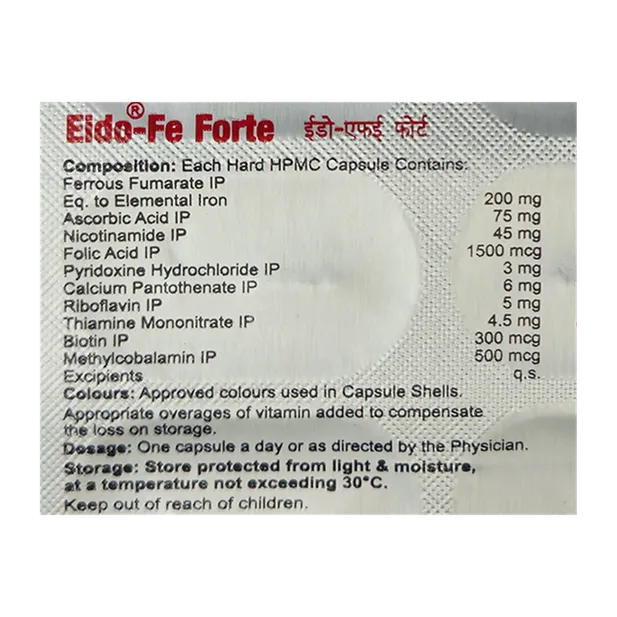 Eldo-Fe® Forte ईडो-एफई फोर्ट
Composition: Each Hard HPMC Capsule Contains:
Ferrous Fumarate IP
Eq. to Elemental Iron 200 mg
Ascorbic Acid IP 75 mg
Nicotinamide IP 45 mg
Folic Acid IP 1500 mcg
Pyridoxine Hydrochloride IP 3 mg
Calcium Pantothenate IP 6 mg
Riboflavin IP 5 mg
Thiamine Mononitrate IP 4.5 mg
Biotin IP 300 mcg
Methylcobalamin IP 500 mcg
Excipients q.s.
Colours: Approved colours used in Capsule Shells.
Appropriate overages of vitamin added to compensate
the loss on storage.
Dosage: One capsule a day or as directed by the Physician.
Storage: Store protected from light & moisture,
at a temperature not exceeding 30°C.
Keep out of reach of children.